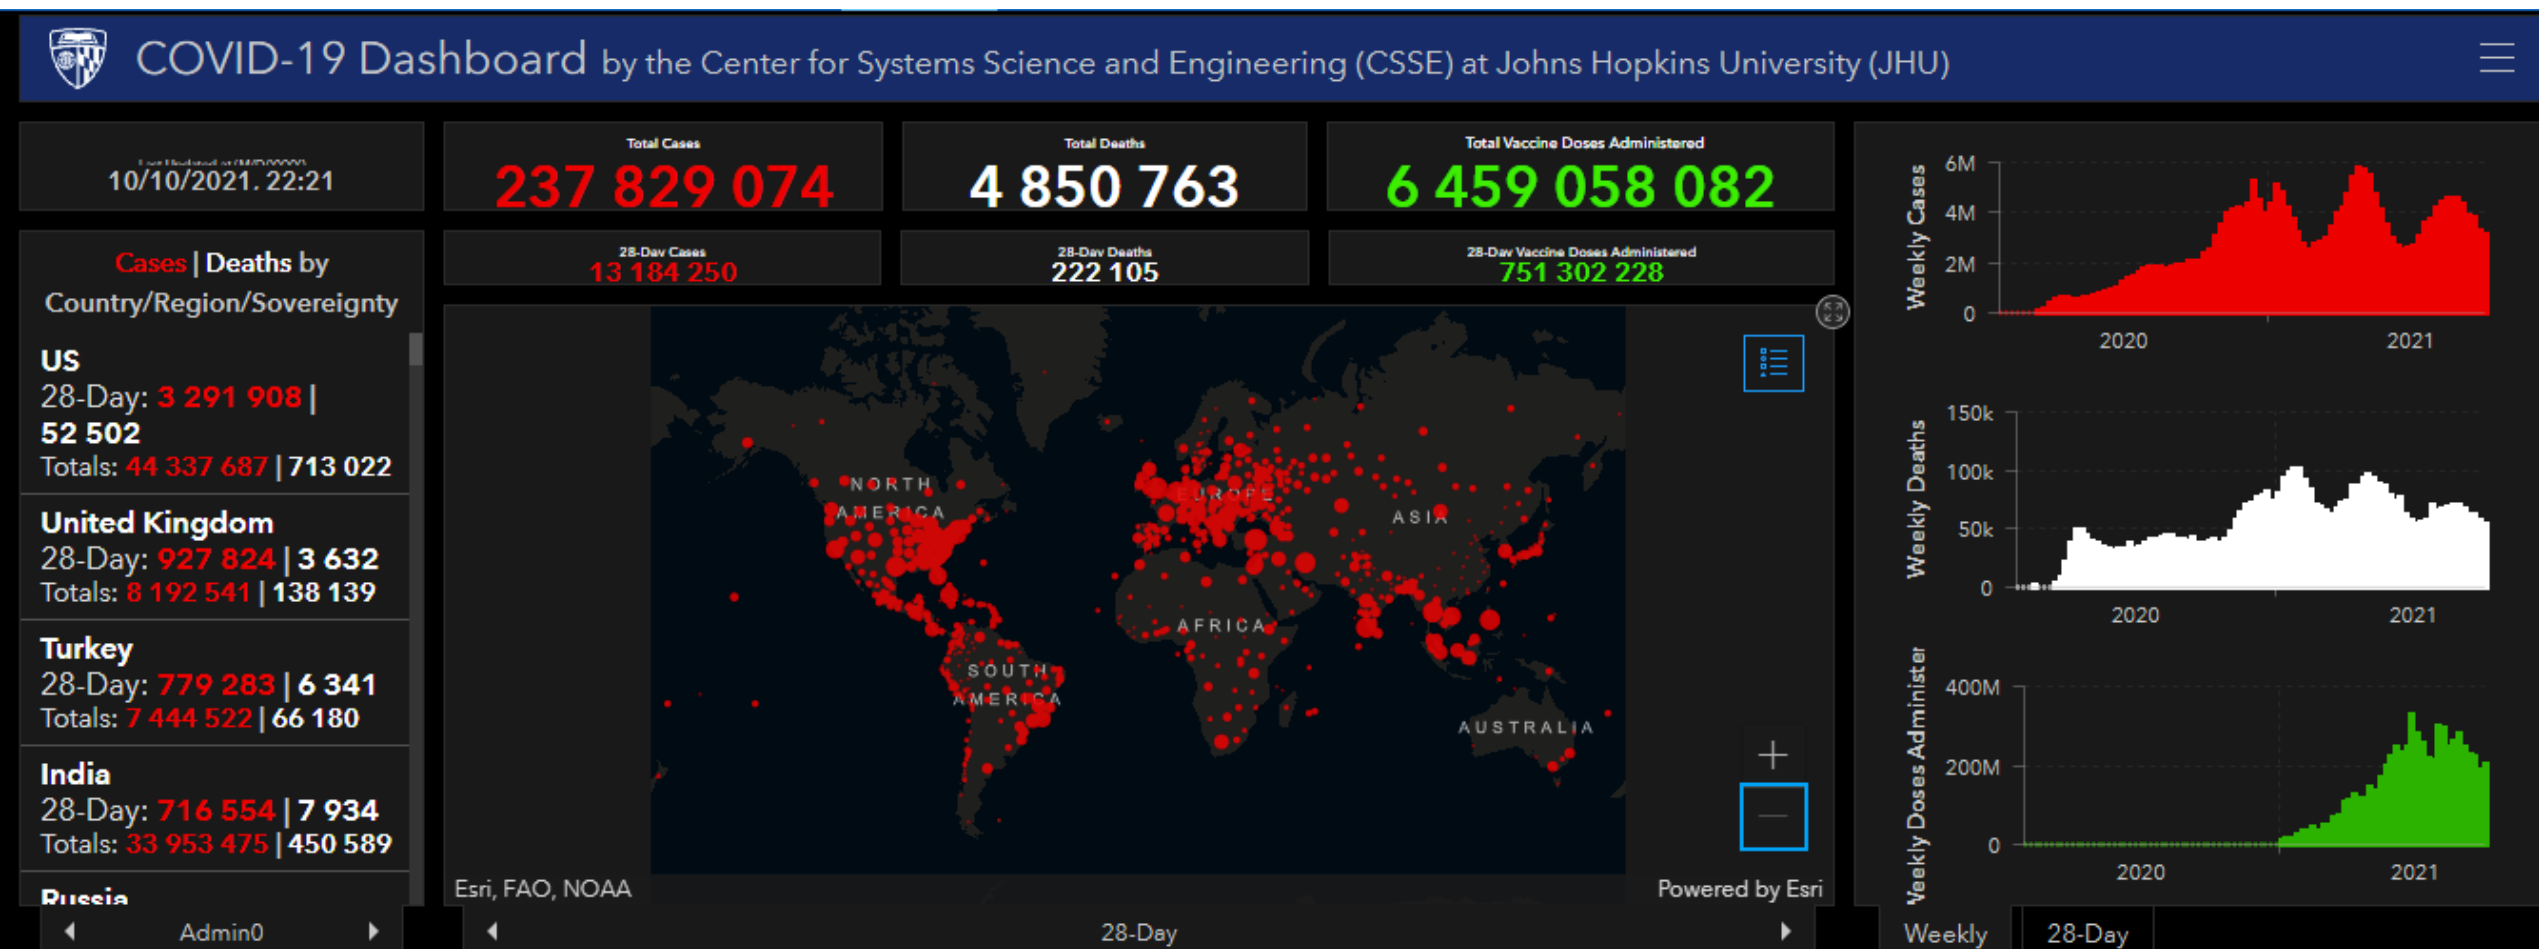 COVID-19 Dashboard by the Center for Systems Science and Engineering (CSSE) at Johns Hopkins University (JHU)
10/10/2021, 22:21
Total Cases
237 829 074
Total Deaths
4 850 763
Total Vaccine Doses Administered
6 459 058 082
28-Day Cases
13 184 250
28-Day Deaths
222 105
28-Day Vaccine Doses Administered
751 302 228
Cases | Deaths by
Country/Region/Sovereignty
US
28-Day: 3 291 908 |
52 502
Totals: 44 337 687 | 713 022
United Kingdom
28-Day: 927 824 | 3 632
Totals: 8 192 541 | 138 139
Turkey
28-Day: 779 283 | 6 341
Totals: 7 444 522 | 66 180
India
28-Day: 716 554 | 7 934
Totals: 33 953 475 | 450 589
Russia
Admin0
NORTH
AMERICA
EUROPE
ASIA
AFRICA
SOUTH
AMERICA
AUSTRALIA
Esri, FAO, NOAA
Powered by Esri
28-Day
Weekly Cases
6M
4M
2M
0
2020 2021
Weekly Deaths
150k
100k
50k
0
2020 2021
Weekly Doses Administer
400M
200M
0
2020 2021
Weekly 28-Day